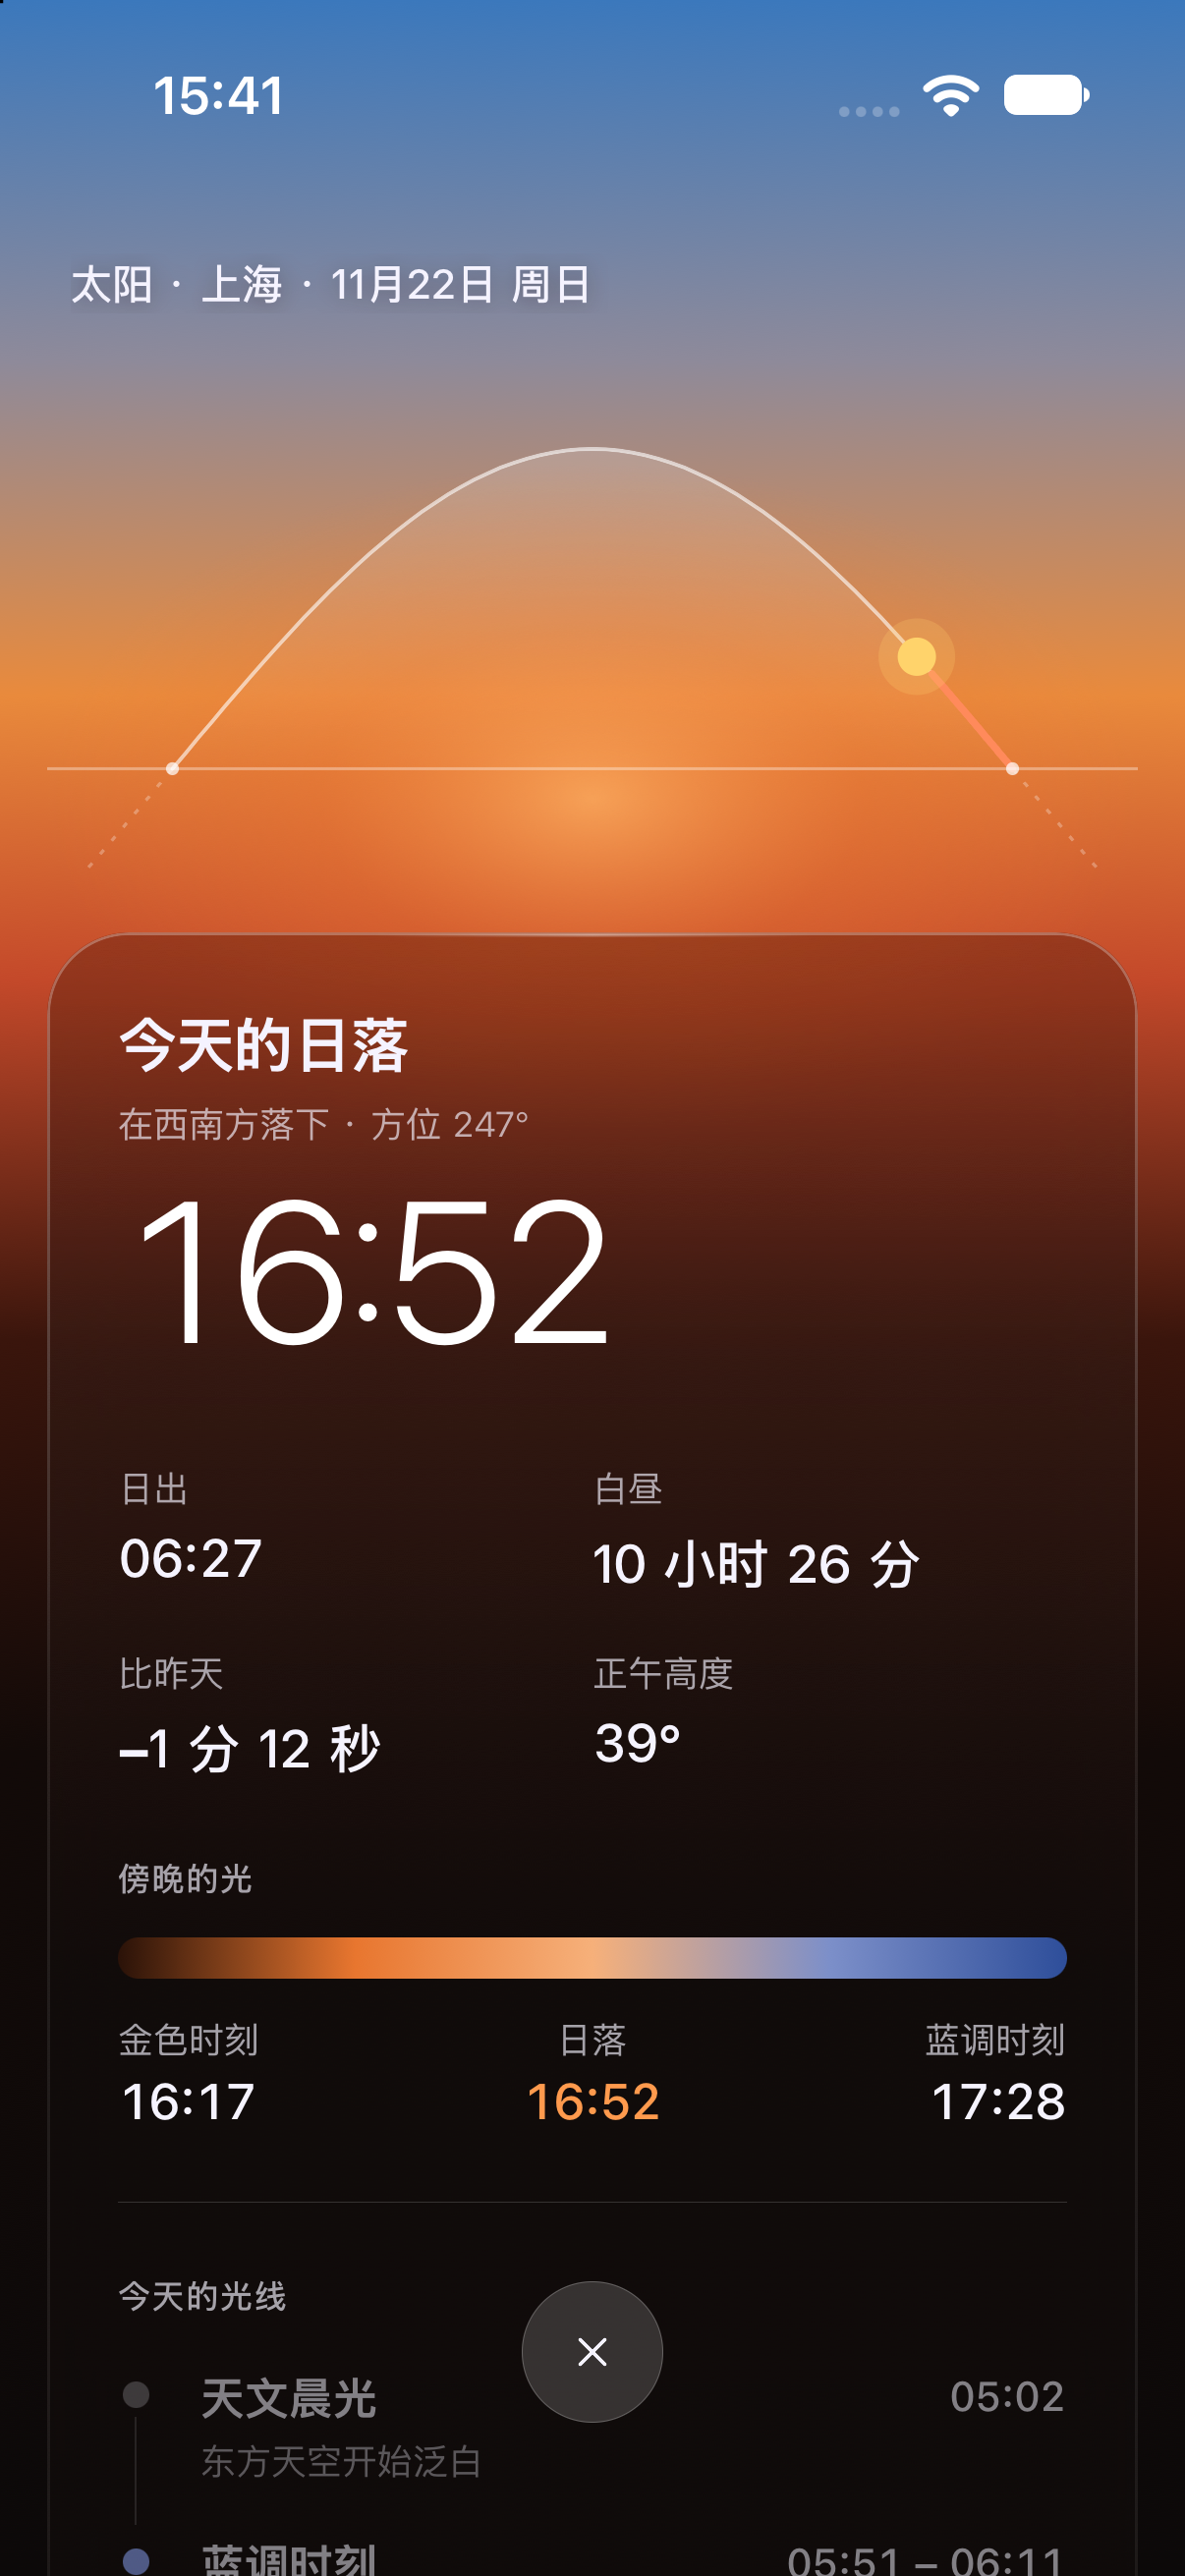 15:41
太阳 · 上海 · 11月22日 周日
今天的日落
在西南方落下 · 方位 247°
16:52
日出
06:27
白昼
10 小时 26 分
比昨天
–1 分 12 秒
正午高度
39°
傍晚的光
金色时刻
16:17
日落
16:52
蓝调时刻
17:28
今天的光线
天文晨光
05:02
东方天空开始泛白
蓝调时刻
05:51 – 06:11